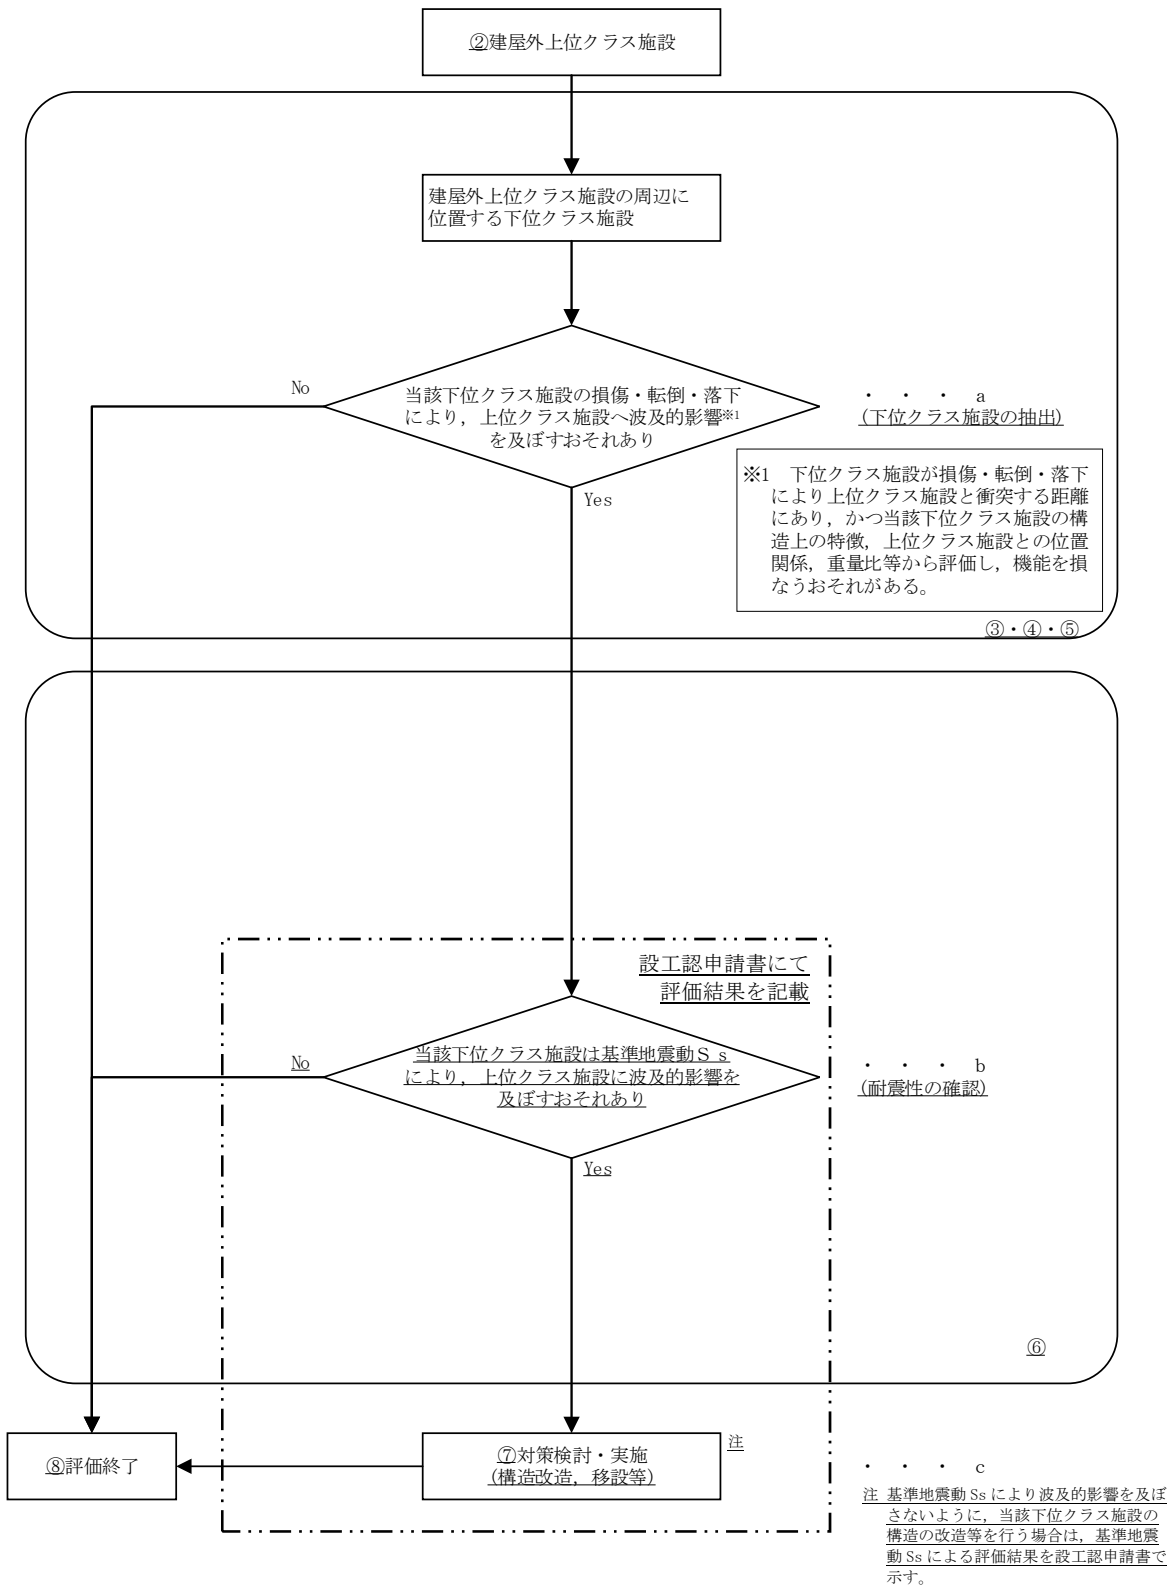 ②建屋外上位クラス施設
建屋外上位クラス施設の周辺に
位置する下位クラス施設
No
当該下位クラス施設の損傷・転倒・落下
により，上位クラス施設へ波及的影響※1
を及ぼすおそれあり
・　・　・　a
(下位クラス施設の抽出)
Yes
※1　下位クラス施設が損傷・転倒・落下
により上位クラス施設と衝突する距離
にあり，かつ当該下位クラス施設の構
造上の特徴，上位クラス施設との位置
関係，重量比等から評価し，機能を損
なうおそれがある。
③・④・⑤
設工認申請書にて
評価結果を記載
No
当該下位クラス施設は基準地震動Ｓｓ
により，上位クラス施設に波及的影響を
及ぼすおそれあり
・　・　・　b
(耐震性の確認)
Yes
⑥
⑧評価終了
⑦対策検討・実施
(構造改造，移設等)
注
・　・　・　c
注 基準地震動 Ss により波及的影響を及ぼ
さないように，当該下位クラス施設の
構造の改造等を行う場合は，基準地震
動 Ss による評価結果を設工認申請書で
示す。